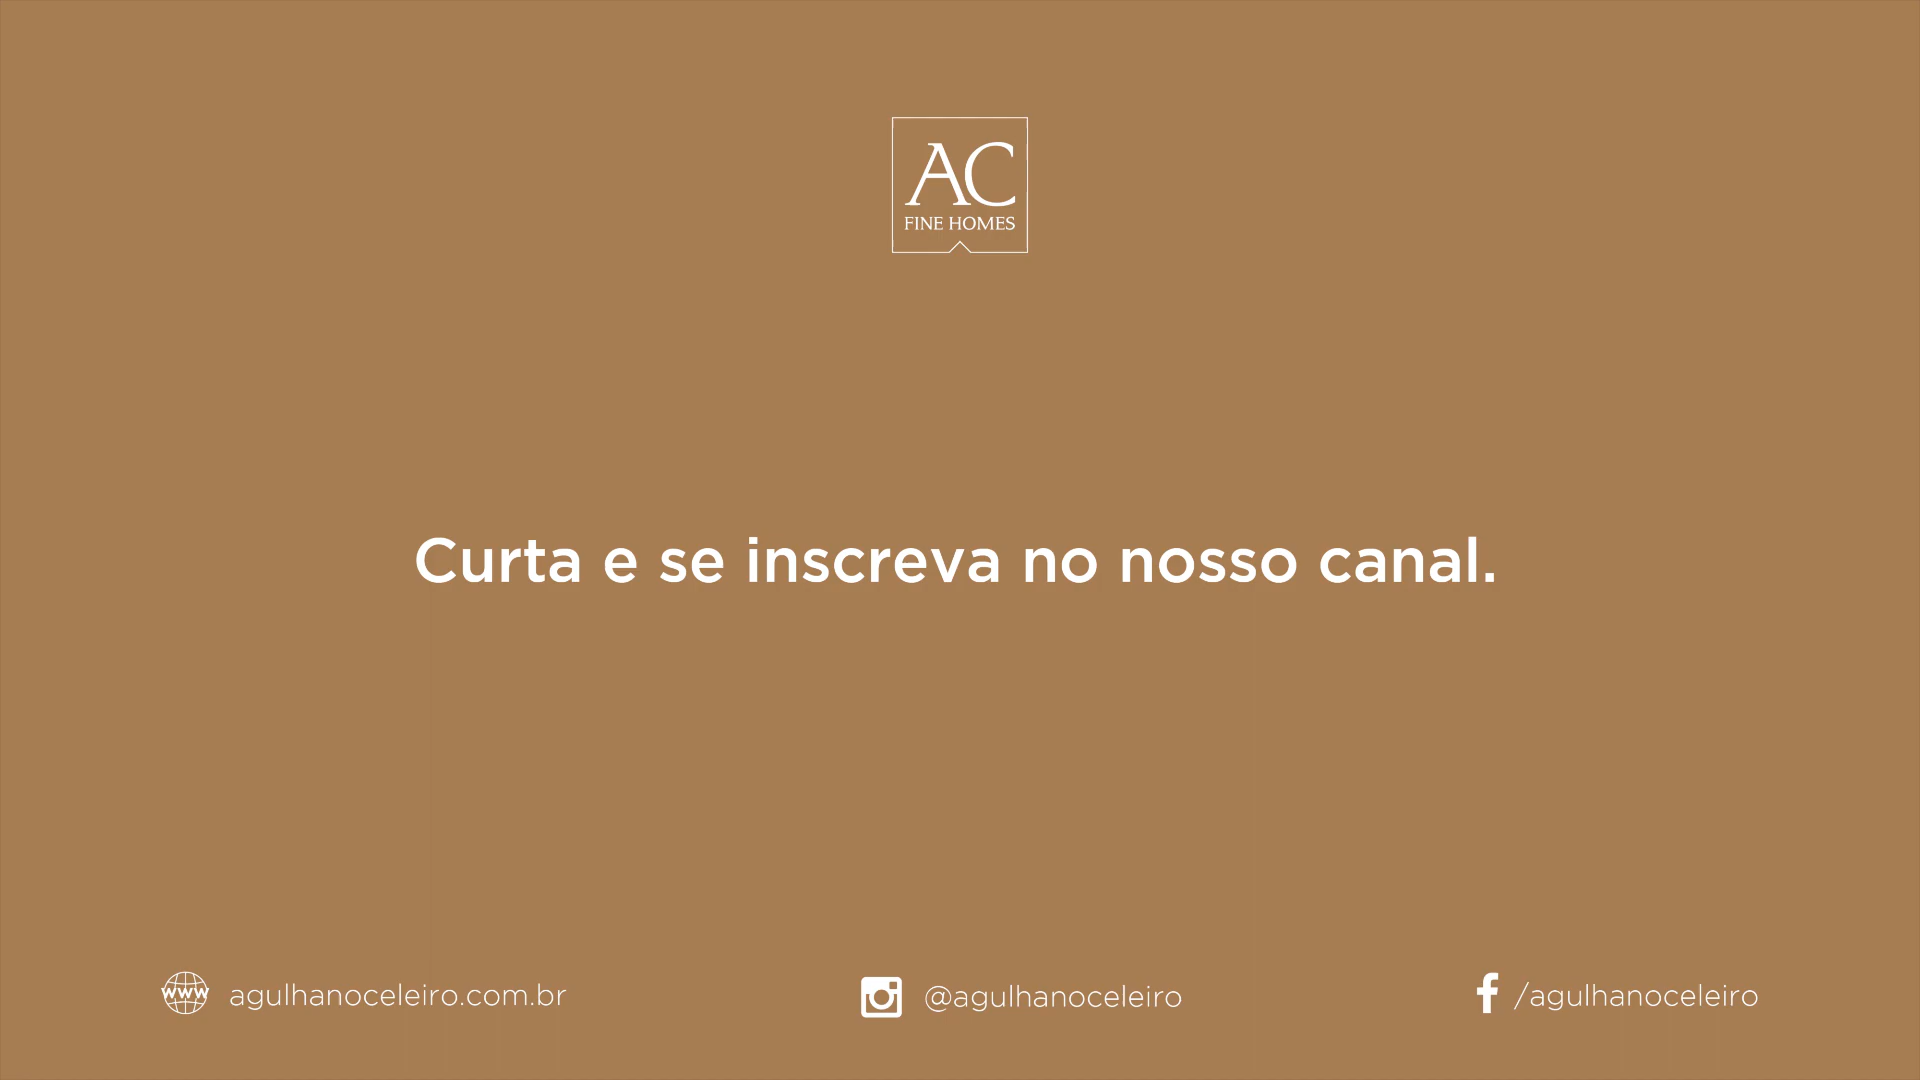 AC
FINE HOMES
Curta e se inscreva no nosso canal.
www agulhanoceleiro.com.br
@agulhanoceleiro
f /agulhanoceleiro